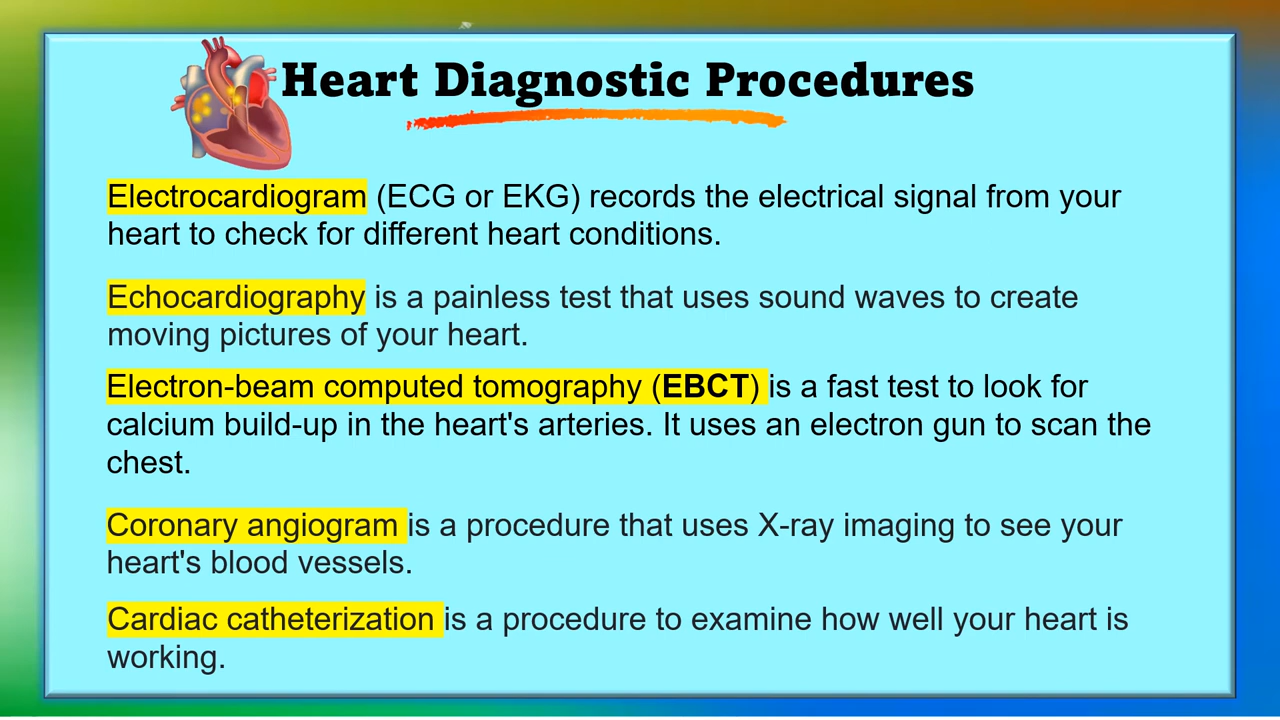 Heart Diagnostic Procedures
Electrocardiogram (ECG or EKG) records the electrical signal from your
heart to check for different heart conditions.
Echocardiography is a painless test that uses sound waves to create
moving pictures of your heart.
Electron-beam computed tomography (EBCT) is a fast test to look for
calcium build-up in the heart's arteries. It uses an electron gun to scan the
chest.
Coronary angiogram is a procedure that uses X-ray imaging to see your
heart's blood vessels.
Cardiac catheterization is a procedure to examine how well your heart is
working.